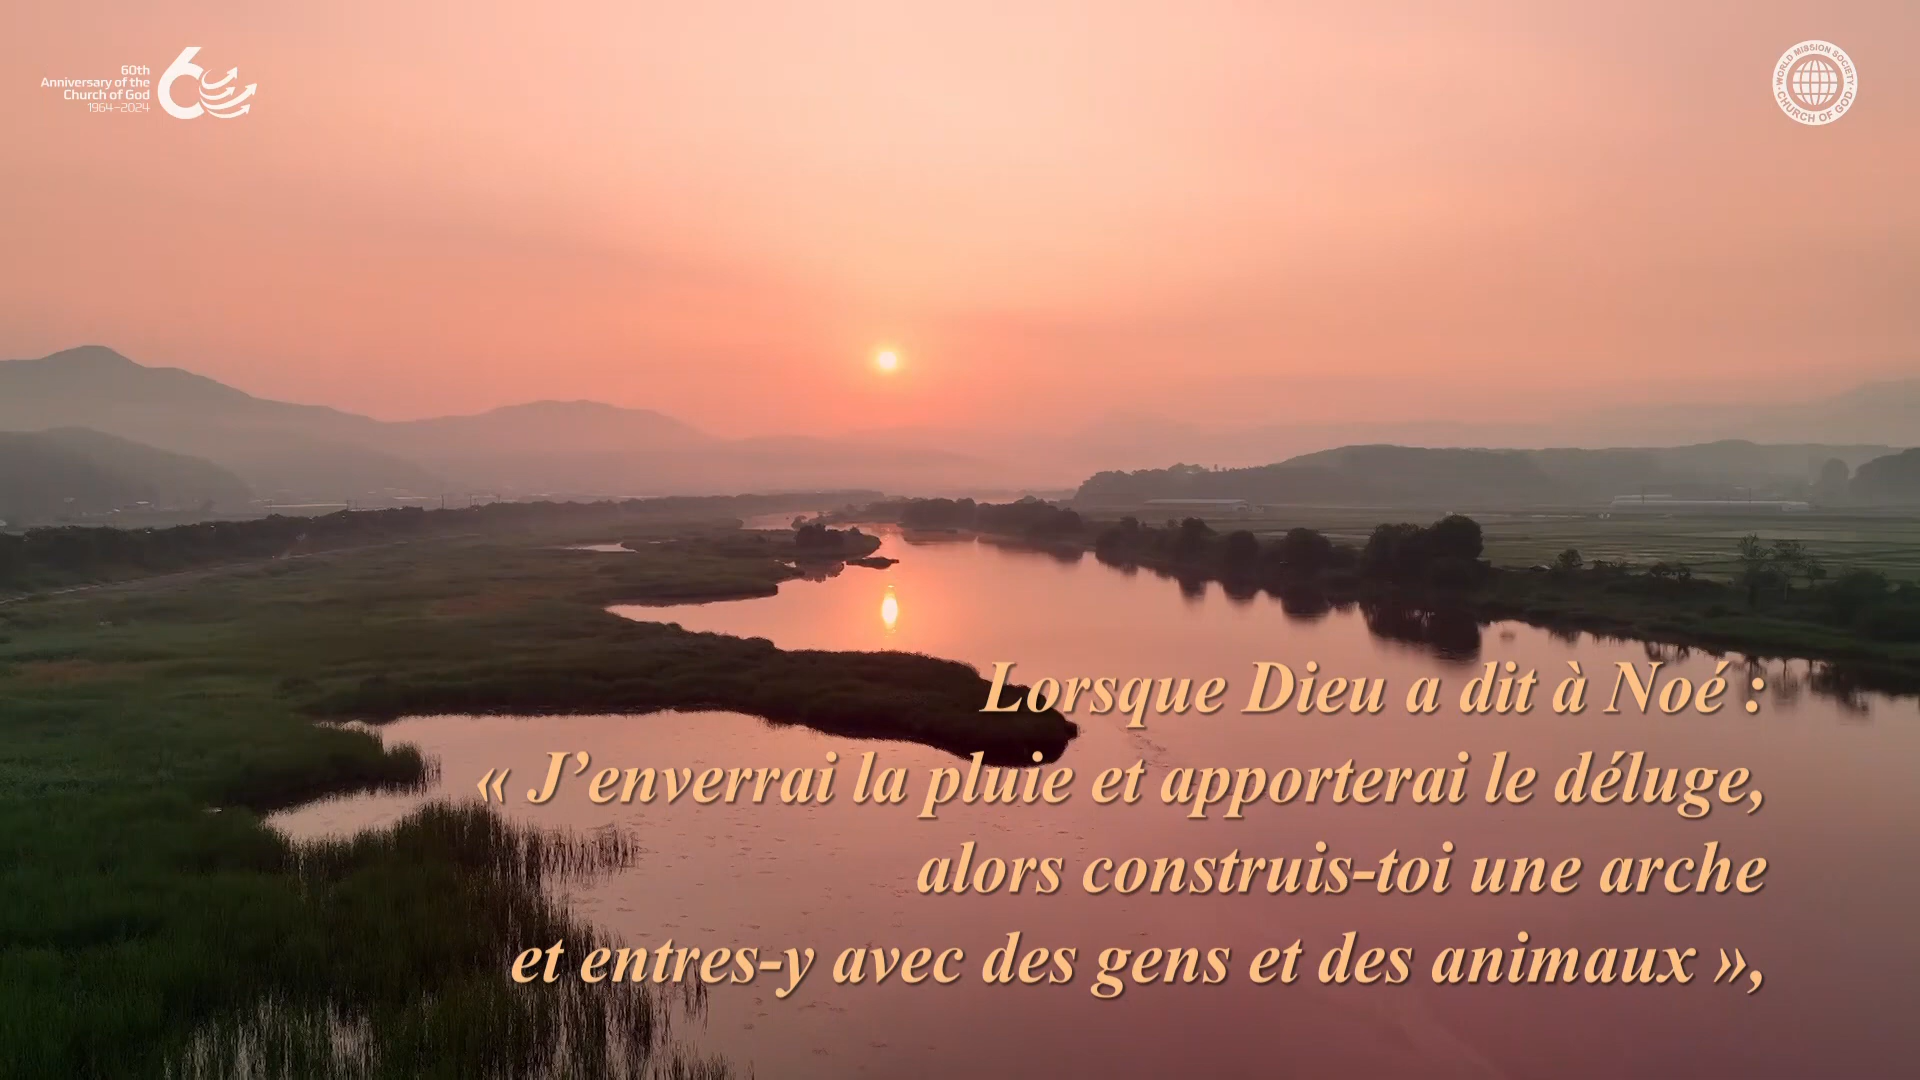 60th
Anniversary of the
Church of God
1964-2024
WORLD MISSION SOCIETY
CHURCH OF GOD
Lorsque Dieu a dit à Noé :
« J’enverrai la pluie et apporterai le déluge,
alors construis-toi une arche
et entres-y avec des gens et des animaux »,